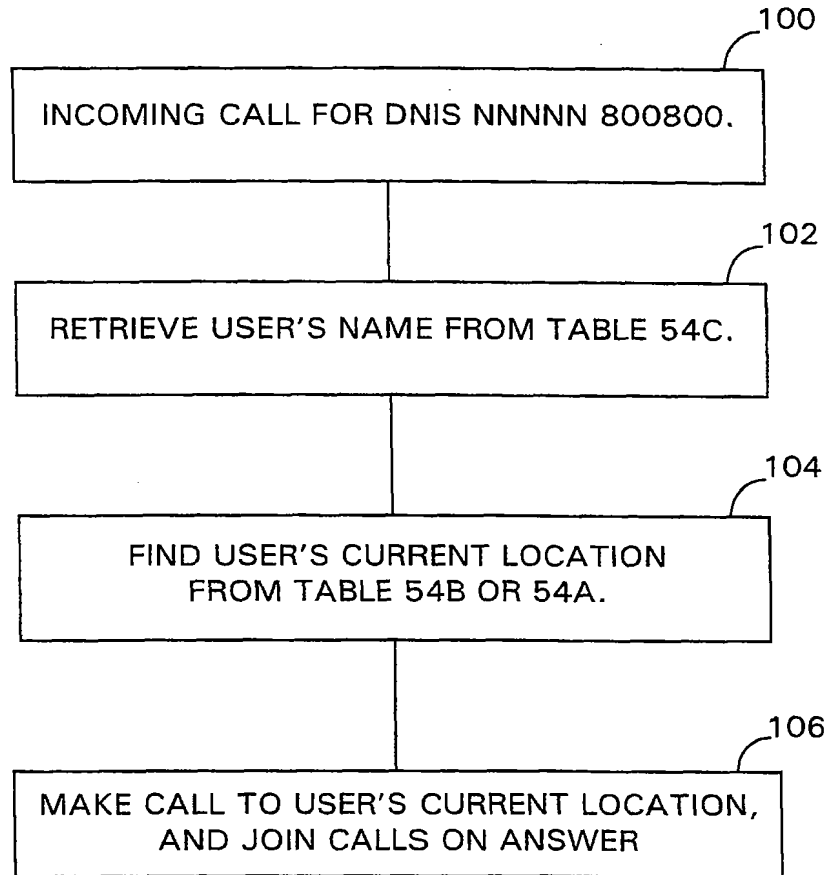 100
INCOMING CALL FOR DNIS NNNNN 800800.
102
RETRIEVE USER'S NAME FROM TABLE 54C.
104
FIND USER'S CURRENT LOCATION
FROM TABLE 54B OR 54A.
106
MAKE CALL TO USER'S CURRENT LOCATION,
AND JOIN CALLS ON ANSWER